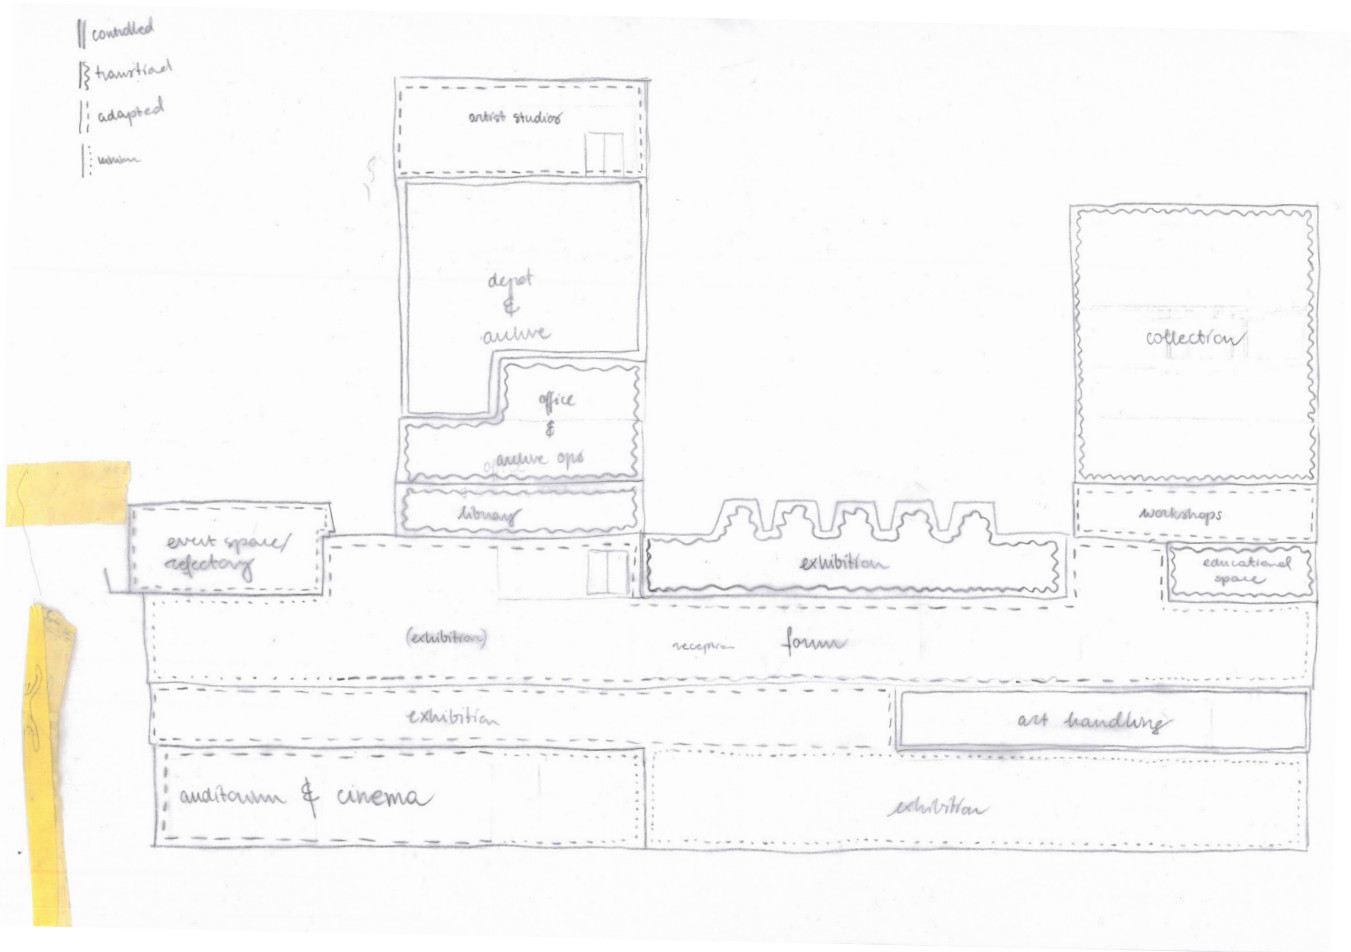 controlled
transitional
adapted
artist studios
depot
&
archive
office
&
archive ops
library
event space/
refectory
exhibition
collection
workshops
educational
space
(exhibition)
reception
forum
exhibition
art handling
auditorium & cinema
exhibition